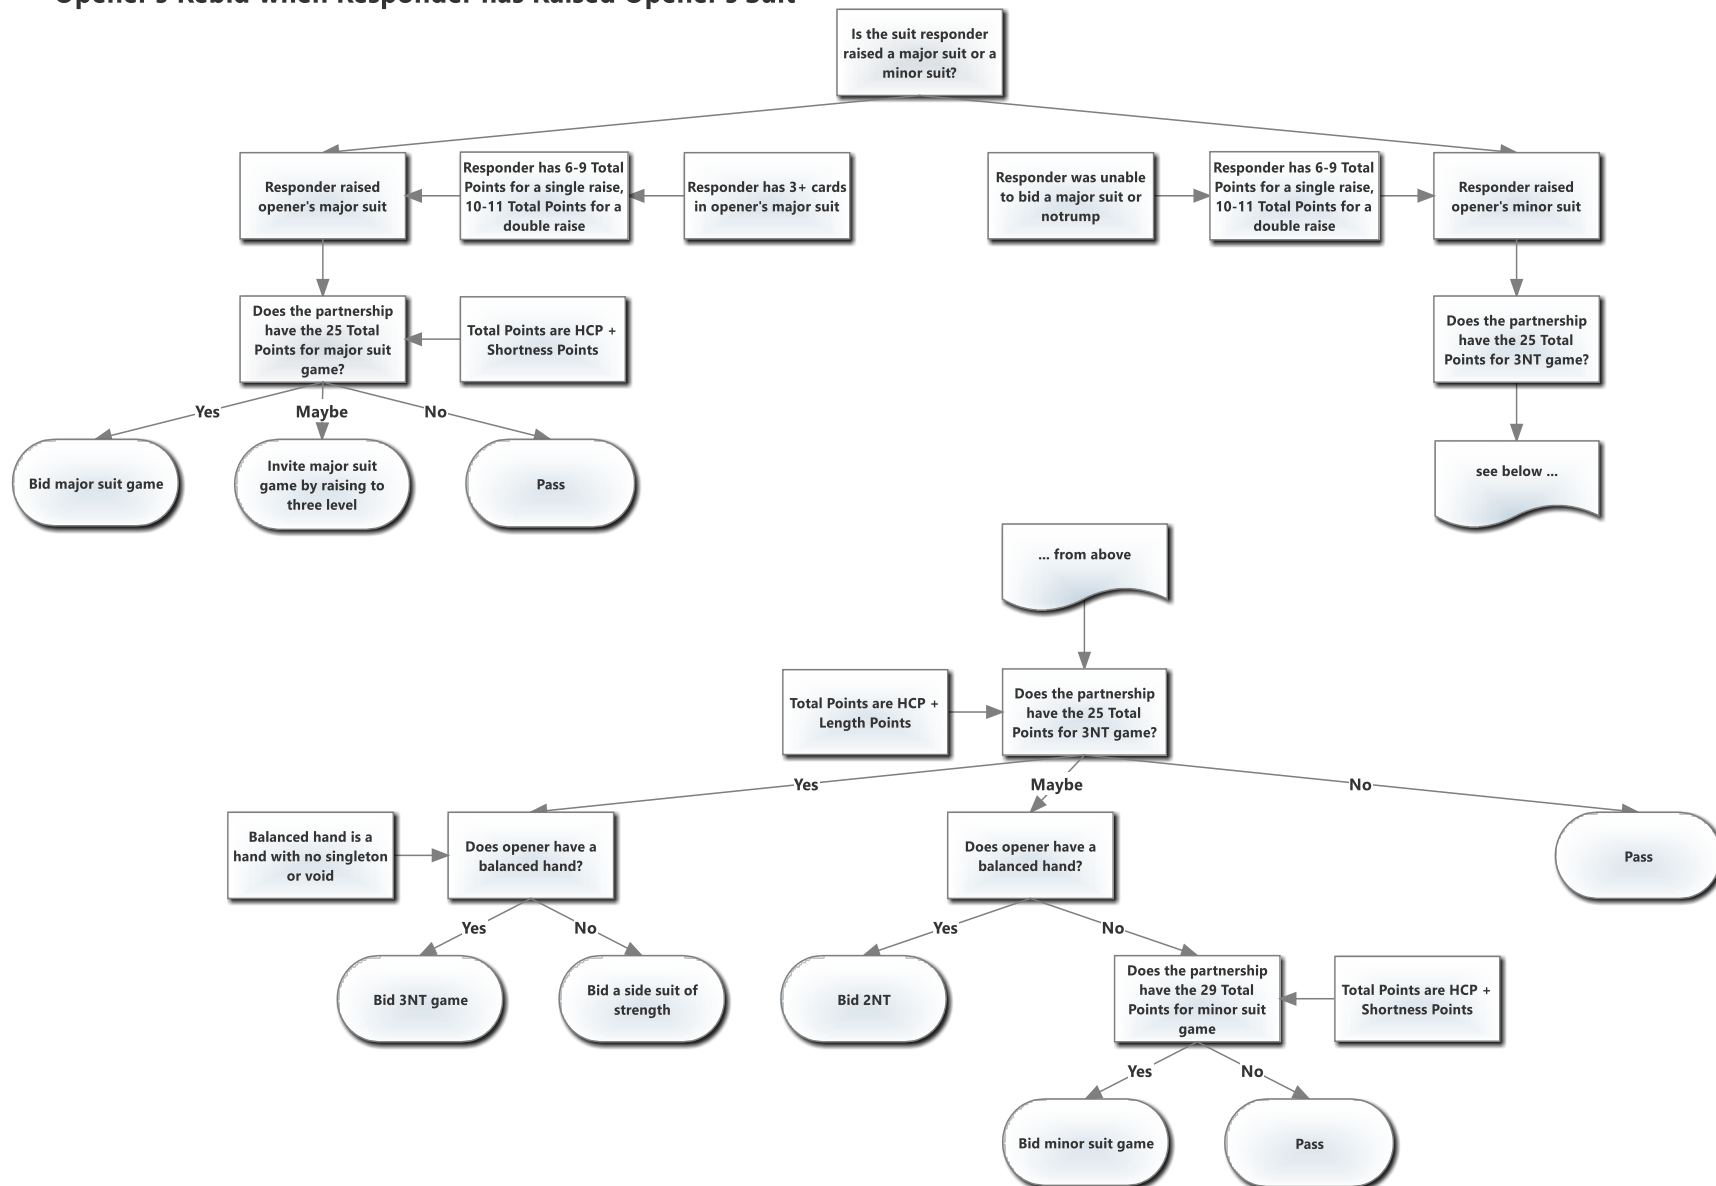 Opener's Rebid when Responder has Raised Opener's Suit
Is the suit responder
raised a major suit or a
minor suit?
Responder raised
opener's major suit
Responder has 6-9 Total
Points for a single raise,
10-11 Total Points for a
double raise
Responder has 3+ cards
in opener's major suit
Responder was unable
to bid a major suit or
notrump
Responder has 6-9 Total
Points for a single raise,
10-11 Total Points for a
double raise
Responder raised
opener's minor suit
Does the partnership
have the 25 Total
Points for major suit
game?
Total Points are HCP +
Shortness Points
Does the partnership
have the 25 Total
Points for 3NT game?
Yes
Maybe
No
Bid major suit game
Invite major suit
game by raising to
three level
Pass
see below ...
... from above
Total Points are HCP +
Length Points
Does the partnership
have the 25 Total
Points for 3NT game?
Yes
Maybe
No
Balanced hand is a
hand with no singleton
or void
Does opener have a
balanced hand?
Does opener have a
balanced hand?
Pass
Yes
No
Yes
No
Bid 3NT game
Bid a side suit of
strength
Bid 2NT
Does the partnership
have the 29 Total
Points for minor suit
game
Total Points are HCP +
Shortness Points
Yes
No
Bid minor suit game
Pass